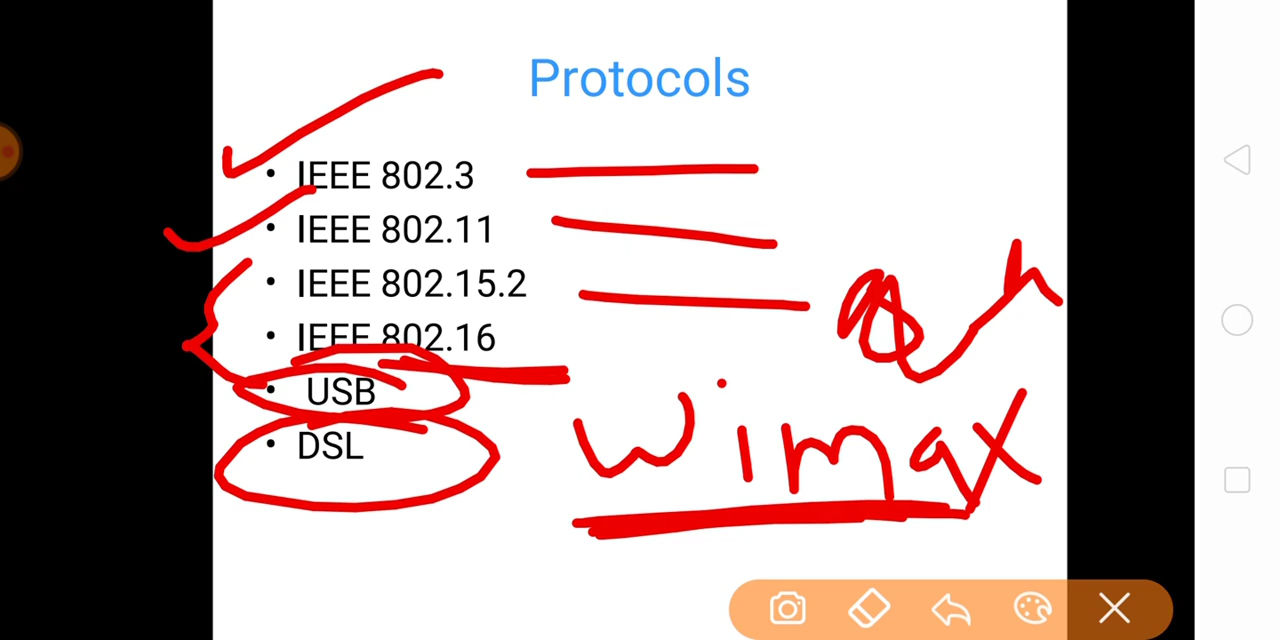 Protocols
• IEEE 802.3
• IEEE 802.11
• IEEE 802.15.2
• IEEE 802.16
• USB
• DSL
Wimax